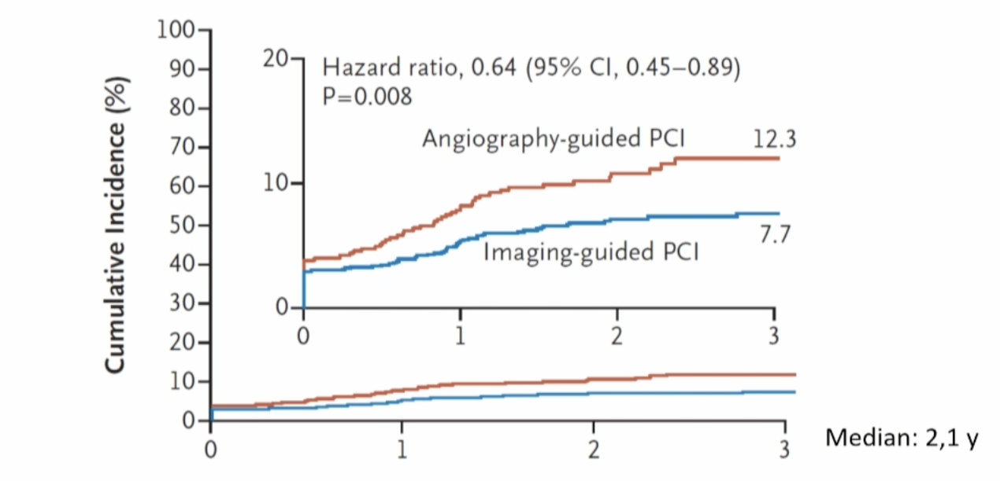 Cumulative Incidence (%)
100
90
80
70
60
50
40
30
20
10
0
0 1 2 3
20
10
0
0 1 2 3
Hazard ratio, 0.64 (95% CI, 0.45–0.89)
P=0.008
Angiography-guided PCI
12.3
Imaging-guided PCI
7.7
Median: 2,1 y